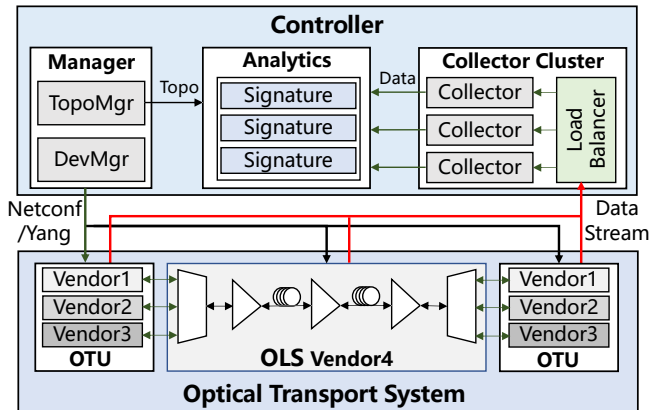 Controller
Manager
TopoMgr
DevMgr
Topo
Analytics
Signature
Signature
Signature
Data
Collector Cluster
Collector
Collector
Collector
Load
Balancer
Netconf
/Yang
Data
Stream
Vendor1
Vendor2
Vendor3
OTU
OLS Vendor4
Vendor1
Vendor2
Vendor3
OTU
Optical Transport System